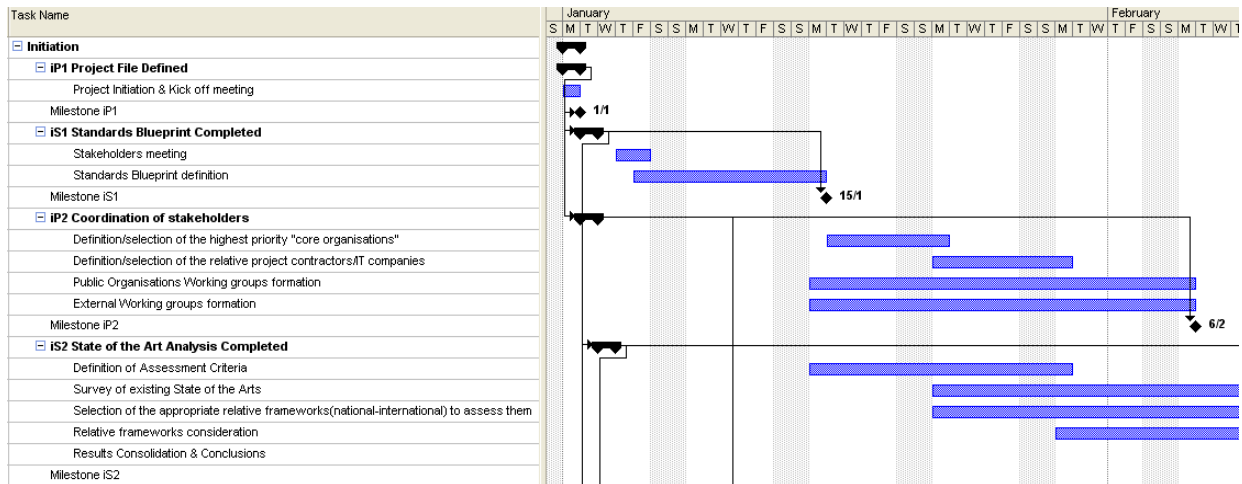 Task Name
January February
S M T W T F S S M T W T F S S M T W T F S S M T W T F S S M T W T F S S M T W T
Initiation
iP1 Project File Defined
Project Initiation & Kick off meeting
Milestone iP1 1/1
iS1 Standards Blueprint Completed
Stakeholders meeting
Standards Blueprint definition
Milestone iS1 15/1
iP2 Coordination of stakeholders
Definition/selection of the highest priority "core organisations"
Definition/selection of the relative project contractors/IT companies
Public Organisations Working groups formation
External Working groups formation
Milestone iP2 6/2
iS2 State of the Art Analysis Completed
Definition of Assessment Criteria
Survey of existing State of the Arts
Selection of the appropriate relative frameworks(national-international) to assess them
Relative frameworks consideration
Results Consolidation & Conclusions
Milestone iS2